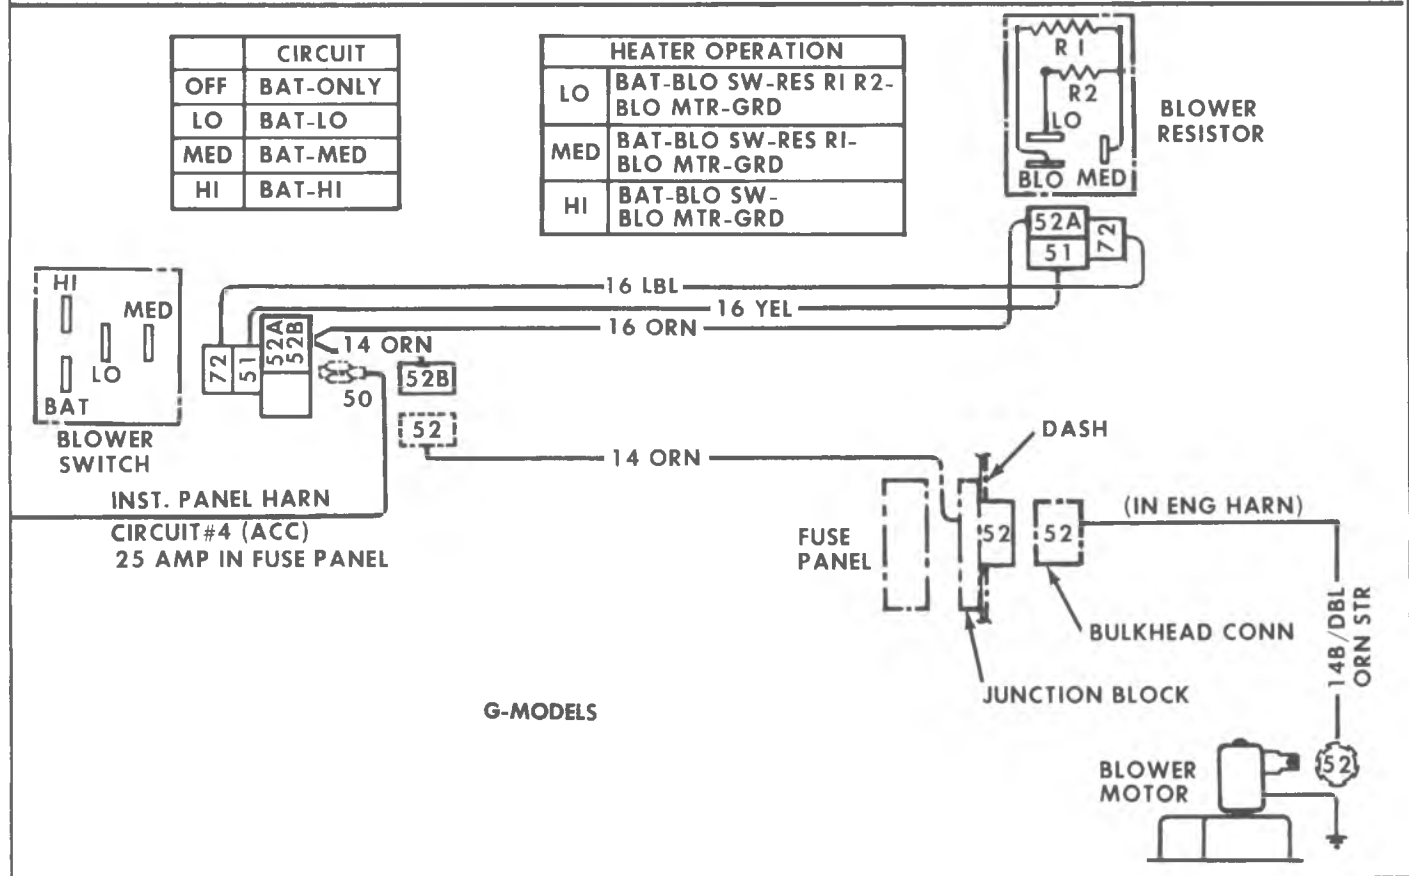 CIRCUIT
OFF BAT-ONLY
LO BAT-LO
MED BAT-MED
HI BAT-HI
HEATER OPERATION
LO BAT-BLO SW-RES RI R2-
BLO MTR-GRD
MED BAT-BLO SW-RES RI-
BLO MTR-GRD
HI BAT-BLO SW-
BLO MTR-GRD
R I
R2
LO
BLO MED
BLOWER
RESISTOR
52A
51
72
16 LBL
16 YEL
16 ORN
14 ORN
HI
MED
LO
BAT
BLOWER
SWITCH
72
51
52A
52B
50
52B
52
14 ORN
INST. PANEL HARN
CIRCUIT#4 (ACC)
25 AMP IN FUSE PANEL
DASH
FUSE
PANEL
52
52
(IN ENG HARN)
BULKHEAD CONN
JUNCTION BLOCK
14B/DBL
ORN STR
G-MODELS
BLOWER
MOTOR
52